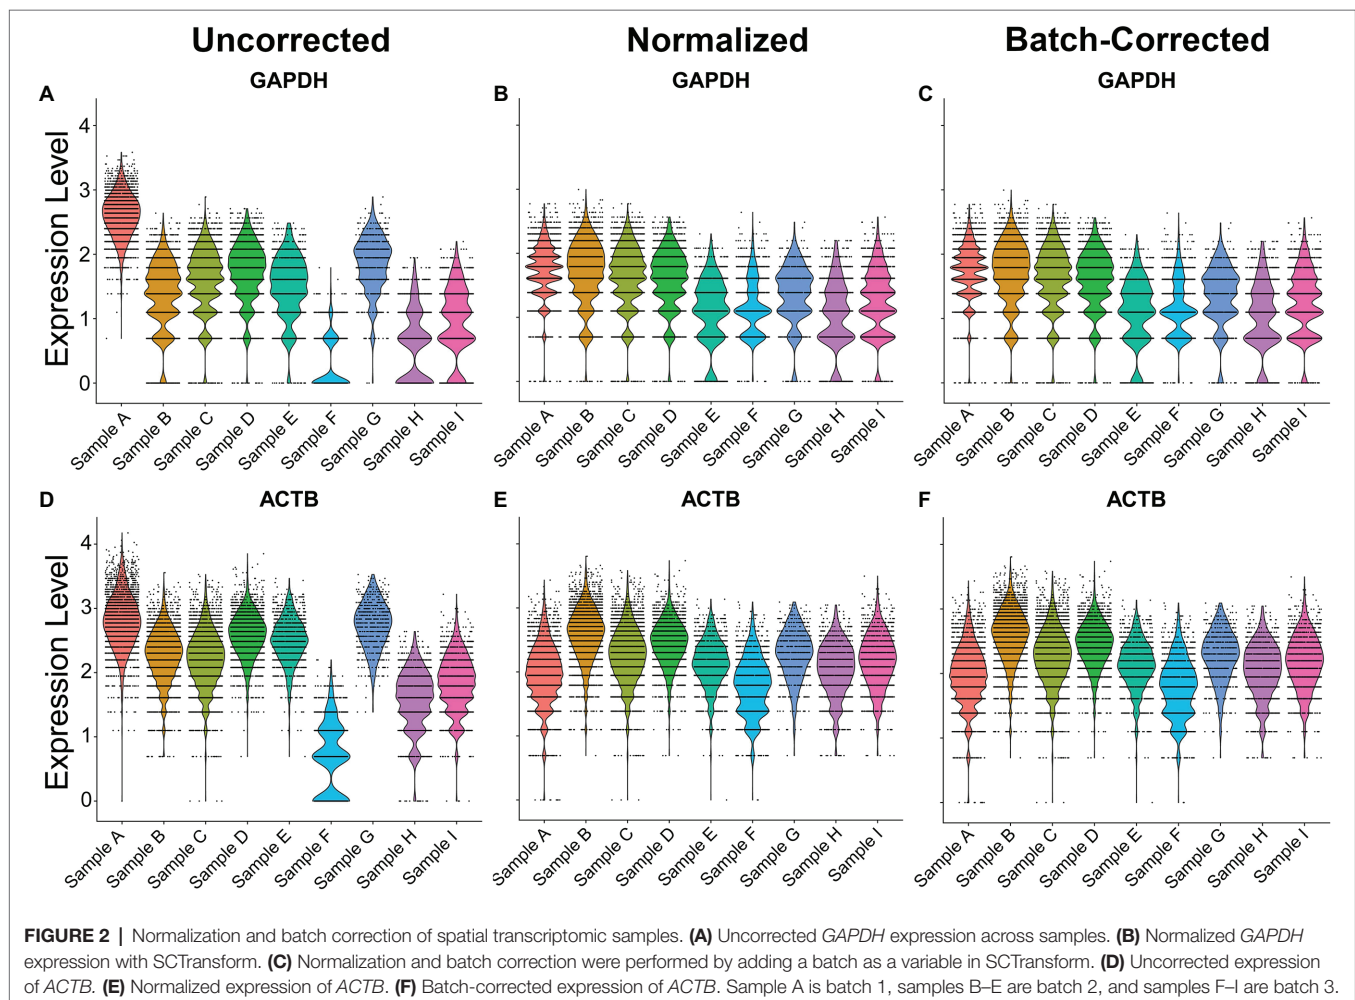 Uncorrected
Normalized
Batch-Corrected
A
GAPDH
B
GAPDH
C
GAPDH
Expression Level
4
3
2
1
0
Sample A
Sample B
Sample C
Sample D
Sample E
Sample F
Sample G
Sample H
Sample I
Sample A
Sample B
Sample C
Sample D
Sample E
Sample F
Sample G
Sample H
Sample I
Sample A
Sample B
Sample C
Sample D
Sample E
Sample F
Sample G
Sample H
Sample I
D
ACTB
E
ACTB
F
ACTB
Expression Level
4
3
2
1
0
Sample A
Sample B
Sample C
Sample D
Sample E
Sample F
Sample G
Sample H
Sample I
Sample A
Sample B
Sample C
Sample D
Sample E
Sample F
Sample G
Sample H
Sample I
Sample A
Sample B
Sample C
Sample D
Sample E
Sample F
Sample G
Sample H
Sample I
FIGURE 2 | Normalization and batch correction of spatial transcriptomic samples. (A) Uncorrected GAPDH expression across samples. (B) Normalized GAPDH
expression with SCTransform. (C) Normalization and batch correction were performed by adding a batch as a variable in SCTransform. (D) Uncorrected expression
of ACTB. (E) Normalized expression of ACTB. (F) Batch-corrected expression of ACTB. Sample A is batch 1, samples B–E are batch 2, and samples F–I are batch 3.